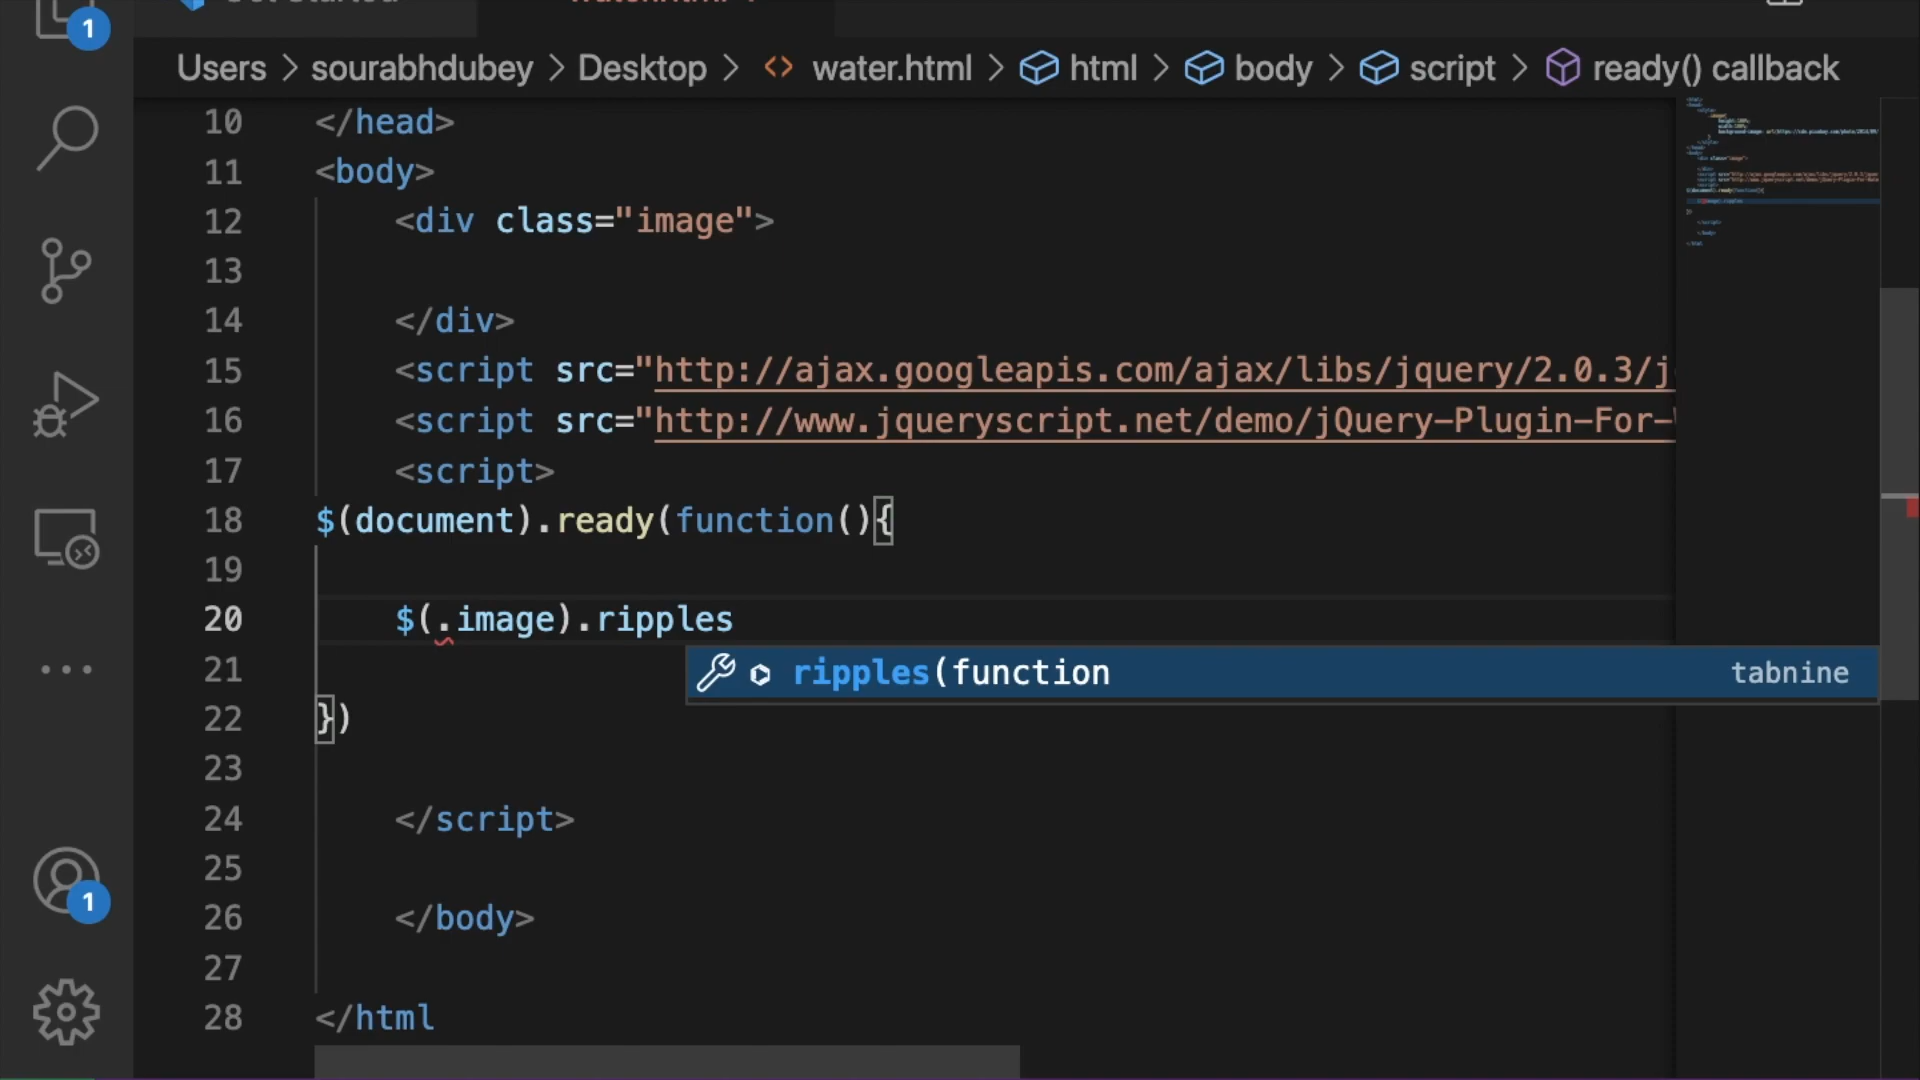 1
Users > sourabhdubey > Desktop > <> water.html > html > body > script > ready() callback
10 </head>
11 <body>
12 <div class="image">
13
14 </div>
15 <script src="http://ajax.googleapis.com/ajax/libs/jquery/2.0.3/j
16 <script src="http://www.jqueryscript.net/demo/jQuery-Plugin-For-
17 <script>
18 $(document).ready(function(){
19
20 $(.image).ripples
21 ripples(function tabnine
22 })
23
24 </script>
25
26 </body>
27
28 </html
1